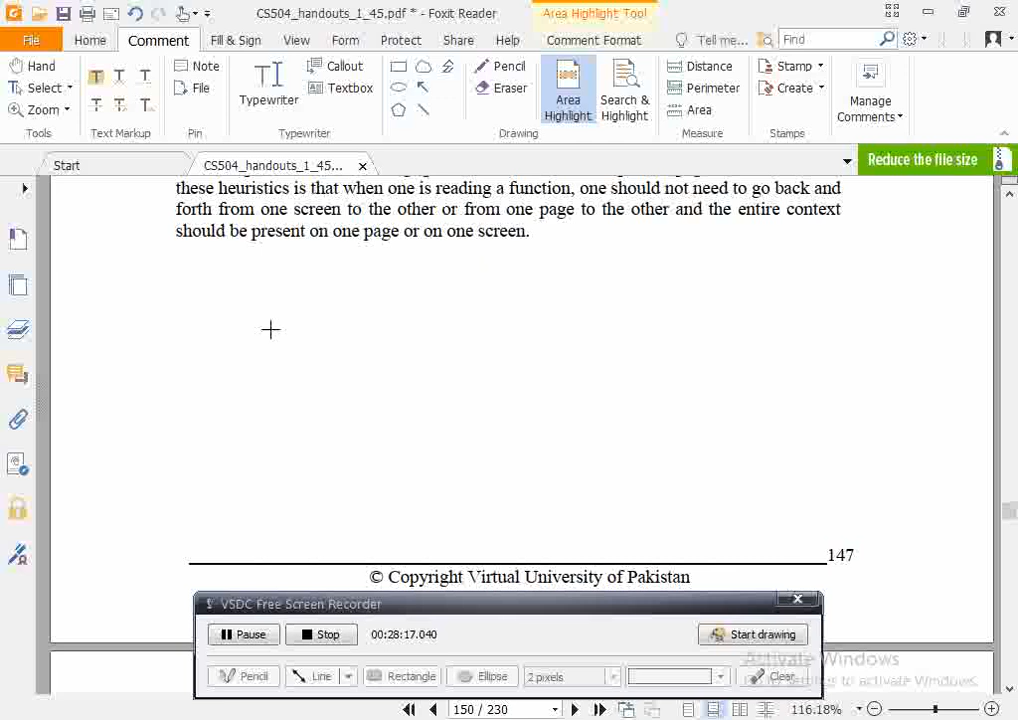 CS504_handouts_1_45.pdf * - Foxit Reader
Area Highlight Tool
File Home Comment Fill & Sign View Form Protect Share Help Comment Format Tell me... Find
Hand
Select
Zoom
Tools
Text Markup
Note
File
Pin
Typewriter
Callout
Textbox
Typewriter
Pencil
Eraser
Area Highlight
Search & Highlight
Drawing
Distance
Perimeter
Area
Measure
Stamp
Create
Stamps
Manage Comments
Comments
Start
CS504_handouts_1_45...
Reduce the file size
these heuristics is that when one is reading a function, one should not need to go back and
forth from one screen to the other or from one page to the other and the entire context
should be present on one page or on one screen.
147
© Copyright Virtual University of Pakistan
VSDC Free Screen Recorder
Pause Stop 00:28:17.040 Start drawing
Activate Windows
Pencil Line Rectangle Ellipse 2 pixels Clear
to activate Windows.
150 / 230
116.18%